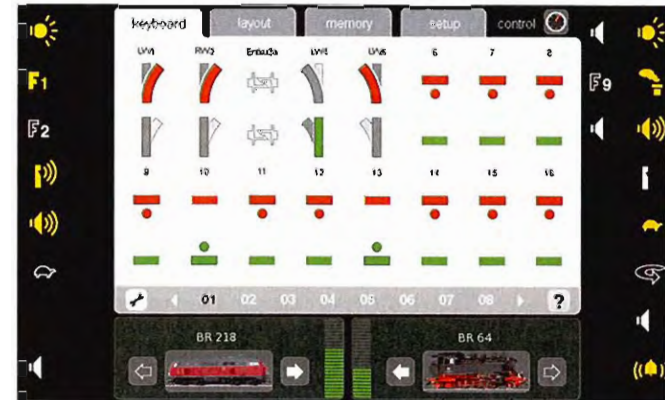 keyboard layout memory setup control
6 7 8
F1 F9
F2
9 10 11 12 13 14 15 16
01 02 03 04 05 06 07 08 ?
BR 218 BR 64